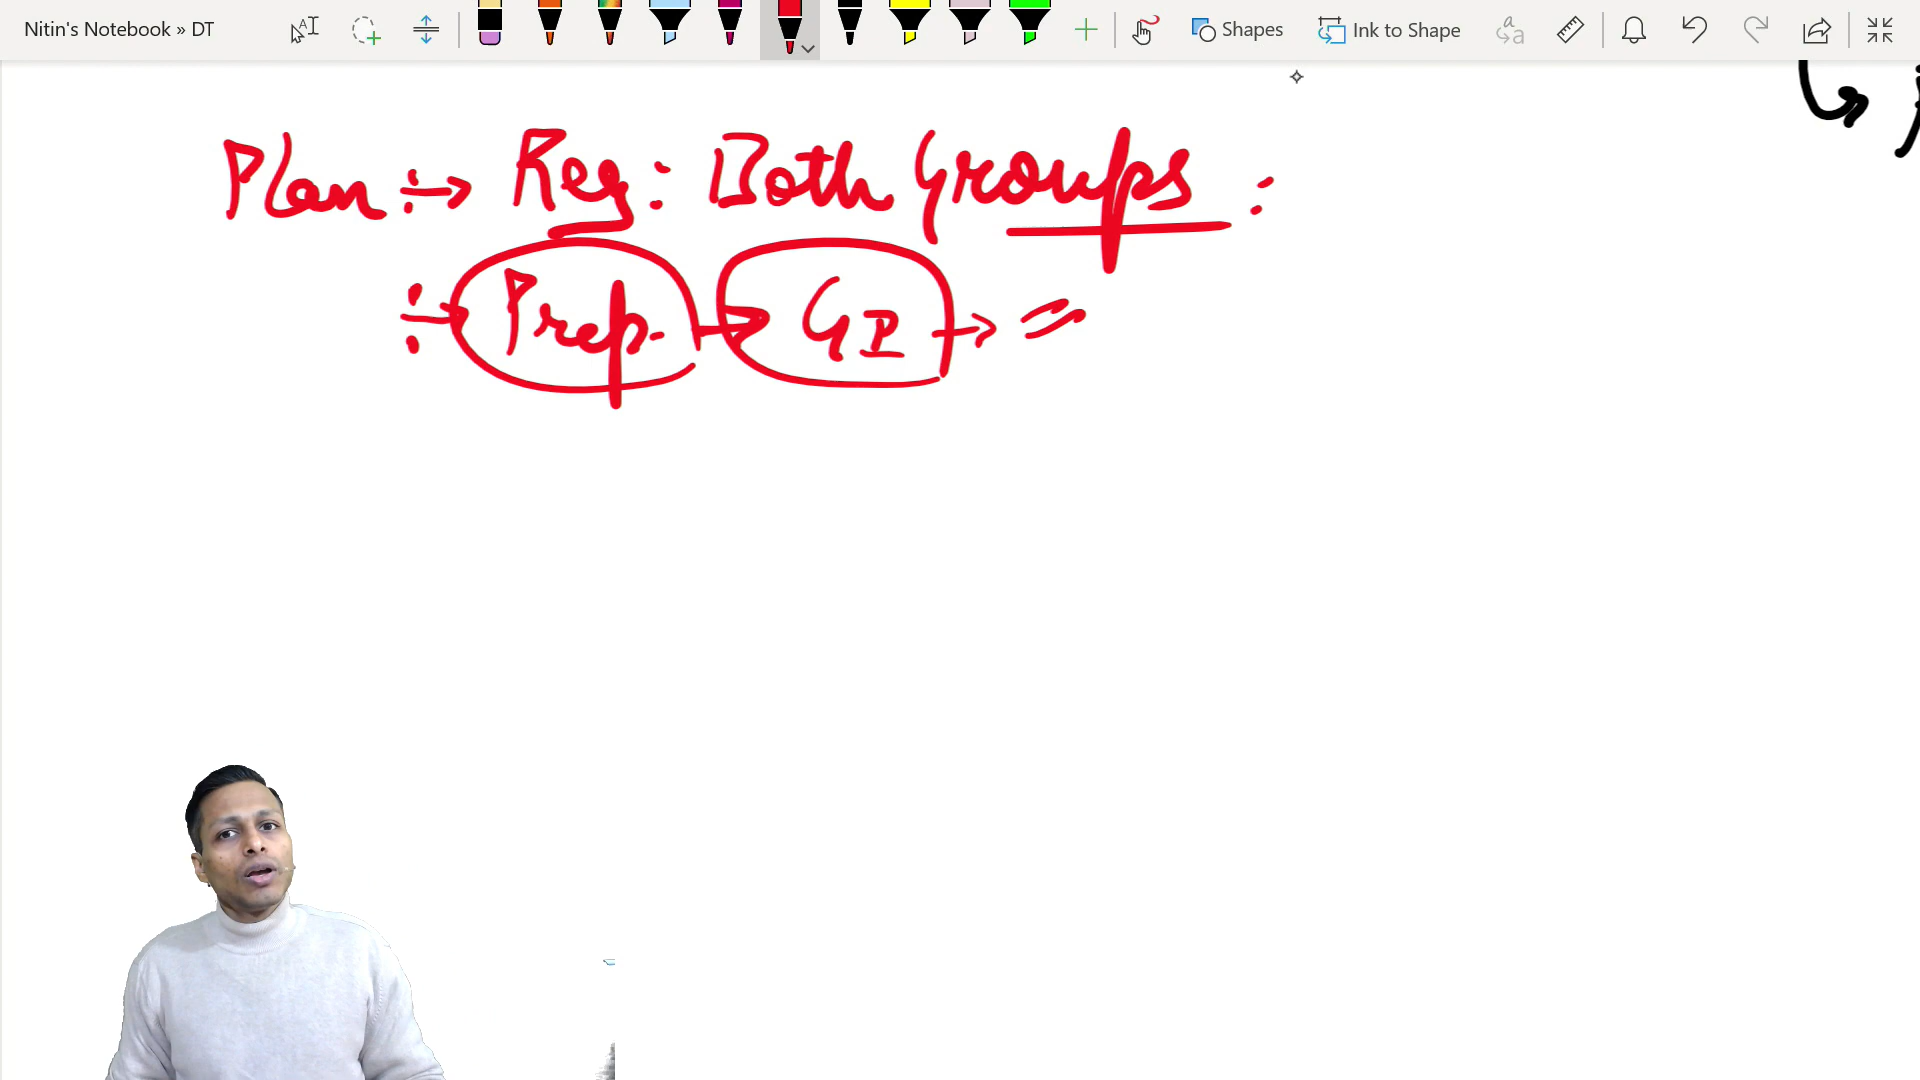 Nitin's Notebook » DT
Shapes
Ink to Shape
Plan ÷→ Reg: Both Groups :
÷→ Prep. → GI → =